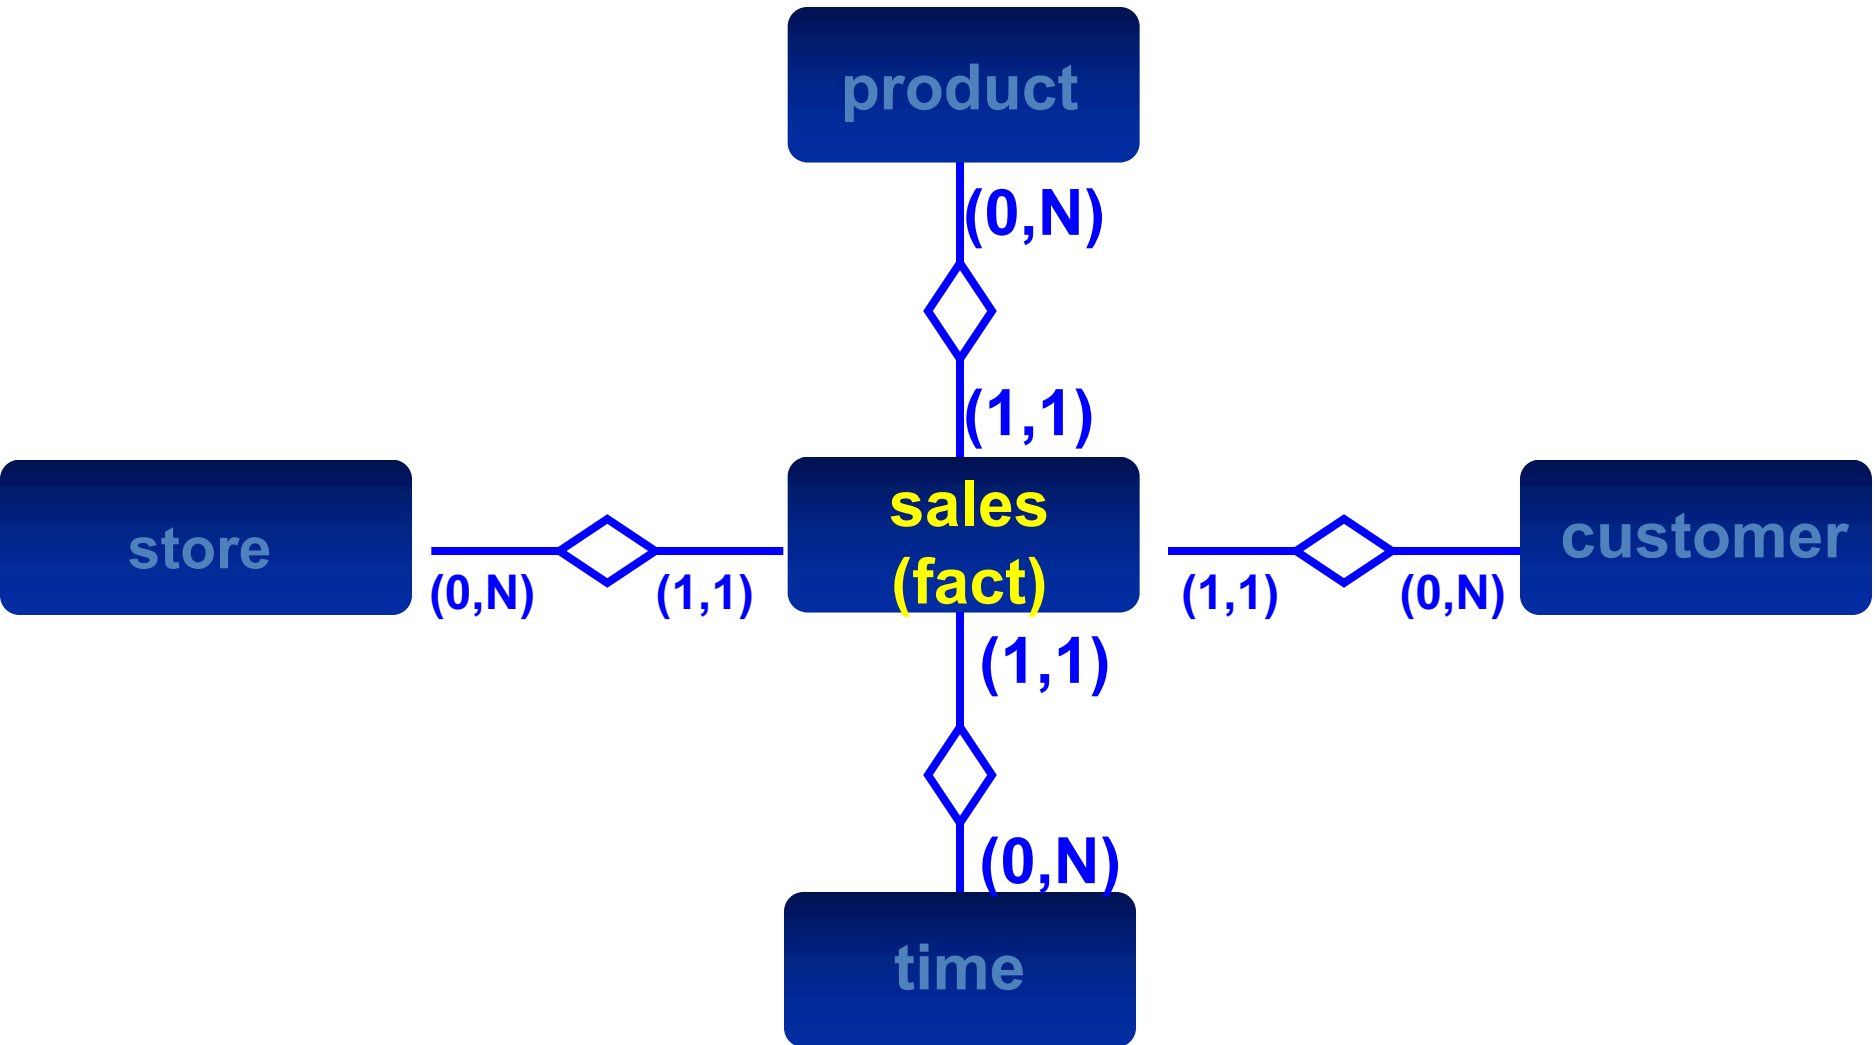 product
(0,N)
(1,1)
store
(0,N)
(1,1)
sales
(fact)
(1,1)
(0,N)
customer
(1,1)
(0,N)
time